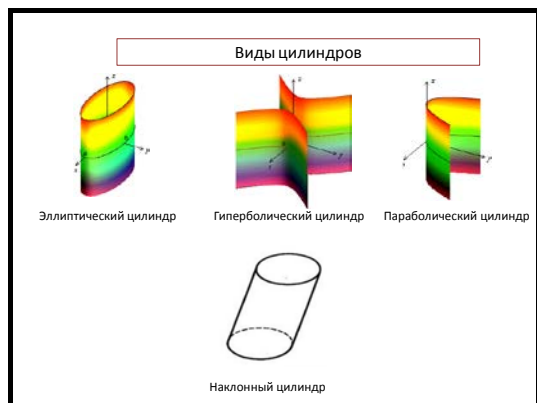 Виды цилиндров
Эллиптический цилиндр
Гиперболический цилиндр
Параболический цилиндр
Наклонный цилиндр